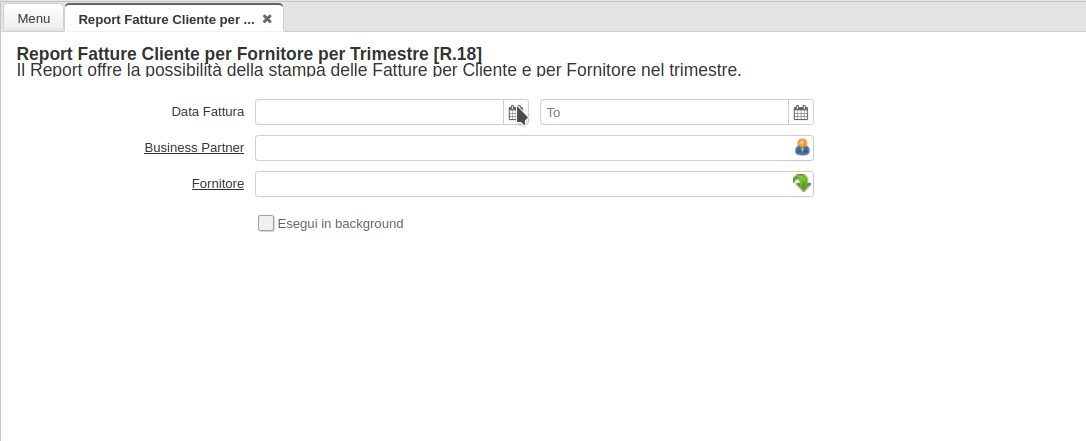 Menu
Report Fatture Cliente per ...
Report Fatture Cliente per Fornitore per Trimestre [R.18]
Il Report offre la possibilità della stampa delle Fatture per Cliente e per Fornitore nel trimestre.
Data Fattura
To
Business Partner
Fornitore
Esegui in background